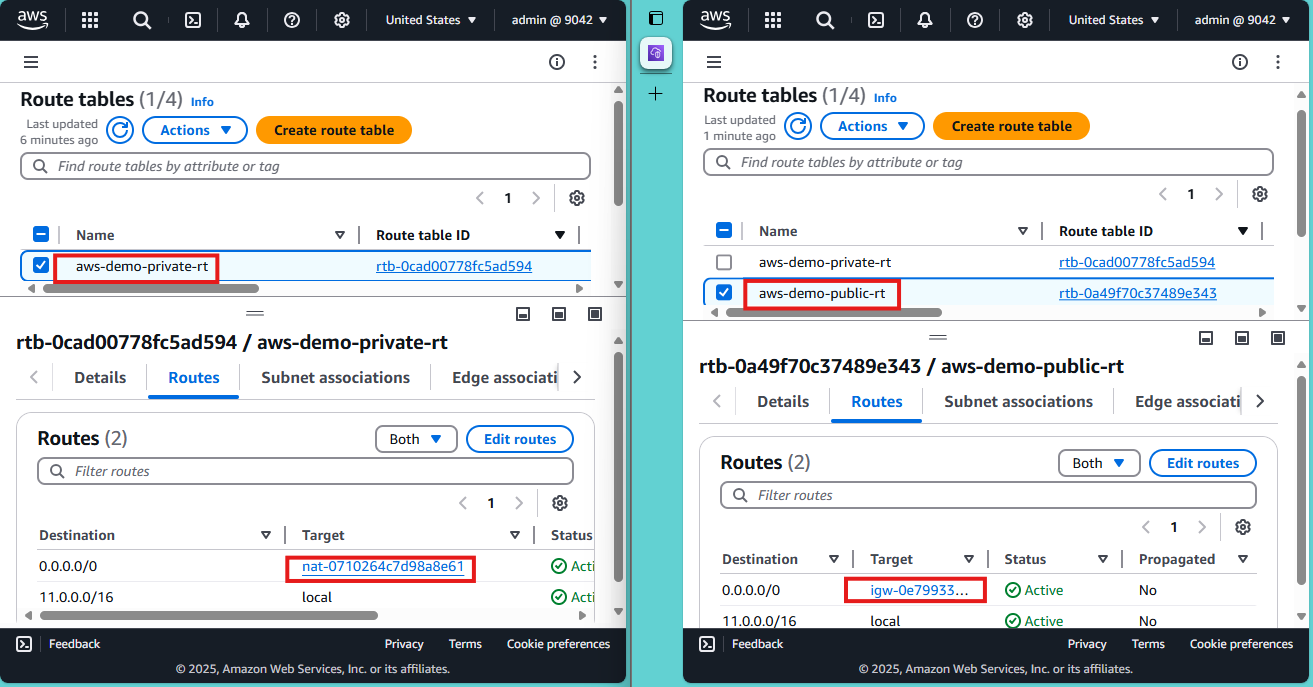 aws
United States ▼
admin @ 9042 ▼
Route tables (1/4) Info
Last updated
6 minutes ago
Actions ▼
Create route table
Find route tables by attribute or tag
1
Name
Route table ID
aws-demo-private-rt
rtb-0cad00778fc5ad594
rtb-0cad00778fc5ad594 / aws-demo-private-rt
Details
Routes
Subnet associations
Edge associati
Routes (2)
Both ▼
Edit routes
Filter routes
1
Destination
Target
Status
0.0.0.0/0
nat-0710264c7d98a8e61
Acti
11.0.0.0/16
local
Acti
Feedback
Privacy
Terms
Cookie preferences
© 2025, Amazon Web Services, Inc. or its affiliates.
aws
United States ▼
admin @ 9042 ▼
Route tables (1/4) Info
Last updated
1 minute ago
Actions ▼
Create route table
Find route tables by attribute or tag
1
Name
Route table ID
aws-demo-private-rt
rtb-0cad00778fc5ad594
aws-demo-public-rt
rtb-0a49f70c37489e343
rtb-0a49f70c37489e343 / aws-demo-public-rt
Details
Routes
Subnet associations
Edge associati
Routes (2)
Both ▼
Edit routes
Filter routes
1
Destination
Target
Status
Propagated
0.0.0.0/0
igw-0e79933...
Active
No
11.0.0.0/16
local
Active
No
Feedback
Privacy
Terms
Cookie preferences
© 2025, Amazon Web Services, Inc. or its affiliates.